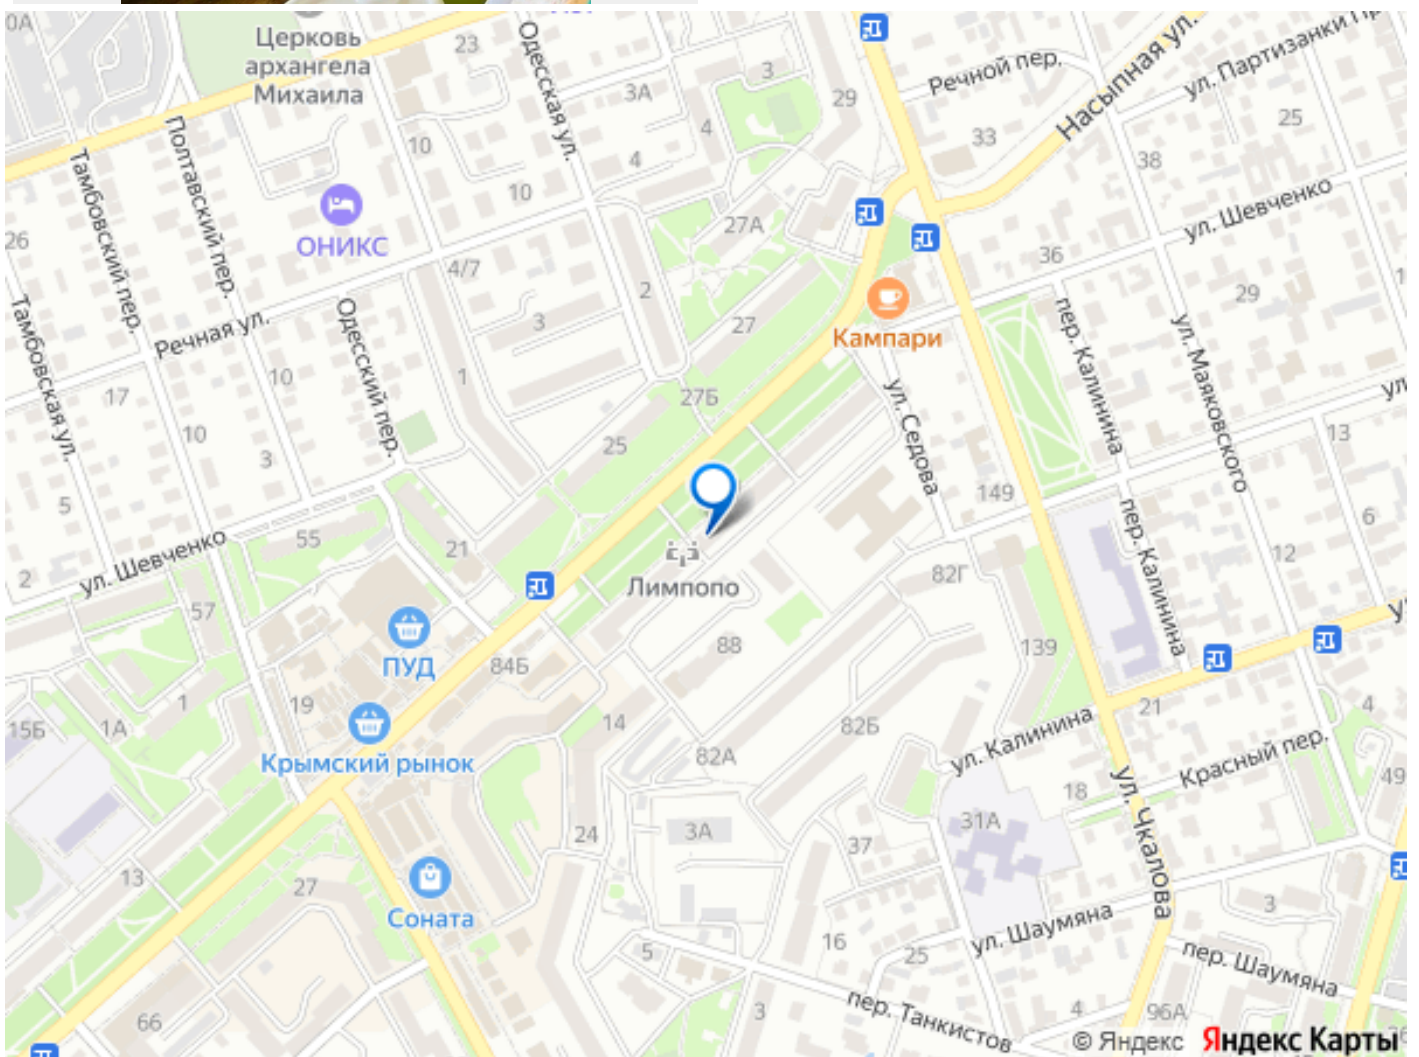 0А
Церковь
архангела
Михаила
23
Одесская ул.
3
3А
29
4
Речной пер.
33
Насыпная ул.
ул. Партизанки
25
38
10
4
10
27А
Тамбовский пер.
Полтавский пер.
ОНИКС
26
4/7
2
3
27
Кампари
36
ул. Шевченко
29
Тамбовская ул.
Речная ул.
Одесский пер.
17
10
1
10
3
27Б
25
ул. Седова
пер. Калинина
ул. Маяковского
ул.
13
149
5
55
21
ул. Шевченко
2
57
Лимпопо
82Г
пер. Калинина
6
12
ПУД
84Б
88
139
19
1
1А
15Б
14
Крымский рынок
82А
82Б
ул. Калинина
21
4
Красный пер.
18
49
3А
24
37
31А
ул. Чкалова
13
27
Соната
16
25
ул. Шаумяна
3
5
пер. Шаумяна
66
3
пер. Танкистов
4
96А
© Яндекс Яндекс Карты